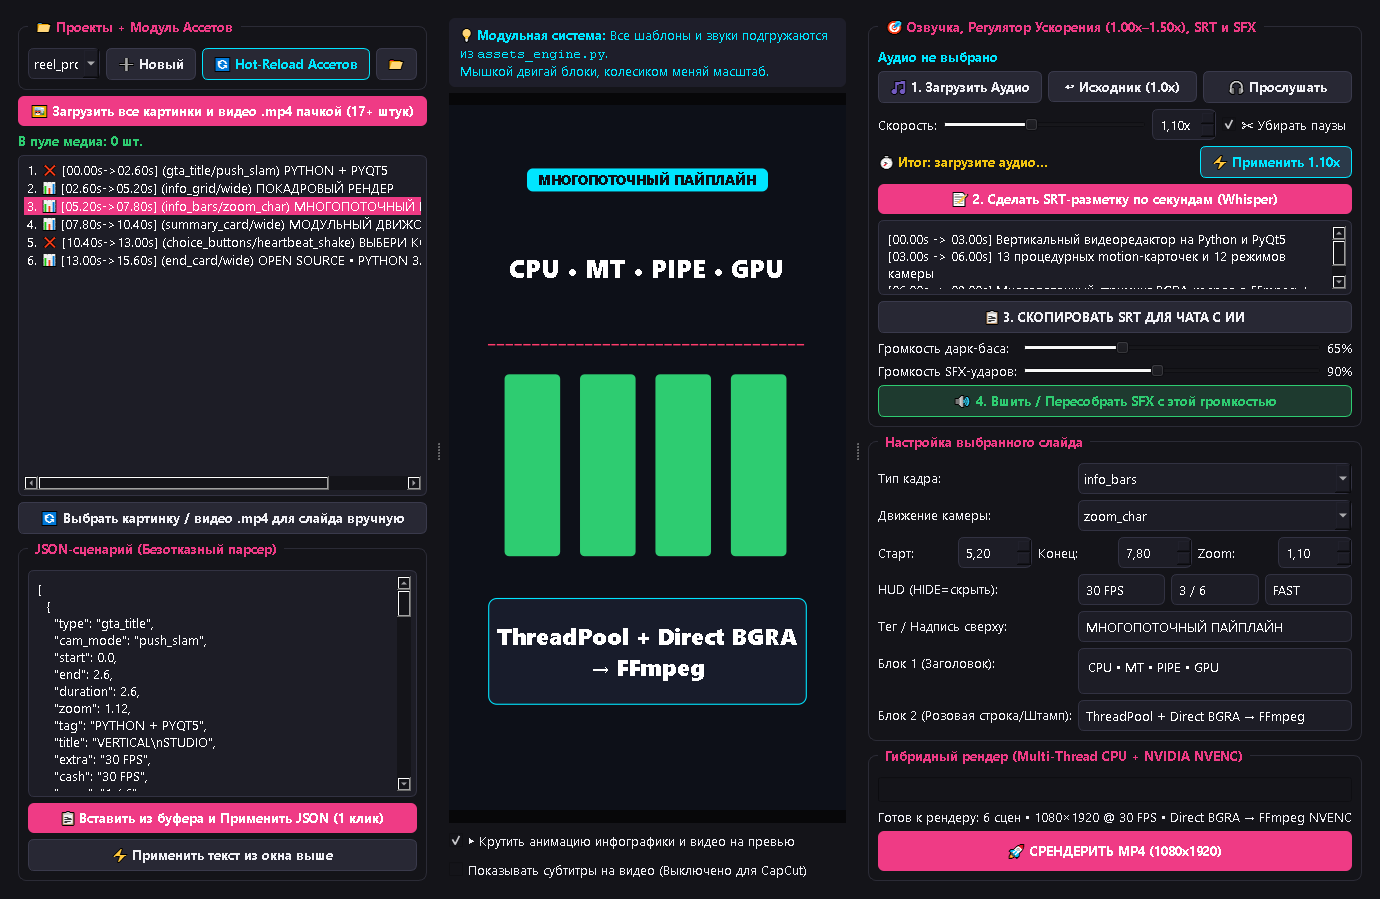 📂 Проекты + Модуль Ассетов
reel_prc
➕ Новый
🔄 Hot-Reload Ассетов
🖼 Загрузить все картинки и видео .mp4 пачкой (17+ штук)
В пуле медиа: 0 шт.
1. ❌ [00.00s->02.60s] (gta_title/push_slam) PYTHON + PYQT5
2. 📊 [02.60s->05.20s] (info_grid/wide) ПОКАДРОВЫЙ РЕНДЕР
3. 📊 [05.20s->07.80s] (info_bars/zoom_char) МНОГОПОТОЧНЫЙ
4. 📊 [07.80s->10.40s] (summary_card/wide) МОДУЛЬНЫЙ ДВИЖО
5. ❌ [10.40s->13.00s] (choice_buttons/heartbeat_shake) ВЫБЕРИ К
6. 📊 [13.00s->15.60s] (end_card/wide) OPEN SOURCE • PYTHON 3.
🔄 Выбрать картинку / видео .mp4 для слайда вручную
JSON-сценарий (Безотказный парсер)
[
{
"type": "gta_title",
"cam_mode": "push_slam",
"start": 0.0,
"end": 2.6,
"duration": 2.6,
"zoom": 1.12,
"tag": "PYTHON + PYQT5",
"title": "VERTICAL\nSTUDIO",
"extra": "30 FPS",
"cash": "30 FPS",
📋 Вставить из буфера и Применить JSON (1 клик)
⚡ Применить текст из окна выше
💡 Модульная система: Все шаблоны и звуки подгружаются
из assets_engine.py.
Мышкой двигай блоки, колесиком меняй масштаб.
МНОГОПОТОЧНЫЙ ПАЙПЛАЙН
CPU • MT • PIPE • GPU
ThreadPool + Direct BGRA
→ FFmpeg
✓ ▶ Крутить анимацию инфографики и видео на превью
Показывать субтитры на видео (Выключено для CapCut)
🎯 Озвучка, Регулятор Ускорения (1.00x–1.50x), SRT и SFX
Аудио не выбрано
🎵 1. Загрузить Аудио
↩ Исходник (1.0x)
🎧 Прослушать
Скорость:
1,10x
✓ ✂ Убирать паузы
⏱ Итог: загрузите аудио...
⚡ Применить 1.10x
📝 2. Сделать SRT-разметку по секундам (Whisper)
[00.00s -> 03.00s] Вертикальный видеоредактор на Python и PyQt5
[03.00s -> 06.00s] 13 процедурных motion-карточек и 12 режимов
камеры
📋 3. СКОПИРОВАТЬ SRT ДЛЯ ЧАТА С ИИ
Громкость дарк-баса: 65%
Громкость SFX-ударов: 90%
🔊 4. Вшить / Пересобрать SFX с этой громкостью
Настройка выбранного слайда
Тип кадра: info_bars
Движение камеры: zoom_char
Старт: 5,20 Конец: 7,80 Zoom: 1,10
HUD (HIDE=скрыть): 30 FPS 3 / 6 FAST
Тег / Надпись сверху: МНОГОПОТОЧНЫЙ ПАЙПЛАЙН
Блок 1 (Заголовок): CPU • MT • PIPE • GPU
Блок 2 (Розовая строка/Штамп): ThreadPool + Direct BGRA → FFmpeg
Гибридный рендер (Multi-Thread CPU + NVIDIA NVENC)
Готов к рендеру: 6 сцен • 1080×1920 @ 30 FPS • Direct BGRA → FFmpeg NVENC
🚀 СРЕНДЕРИТЬ MP4 (1080x1920)